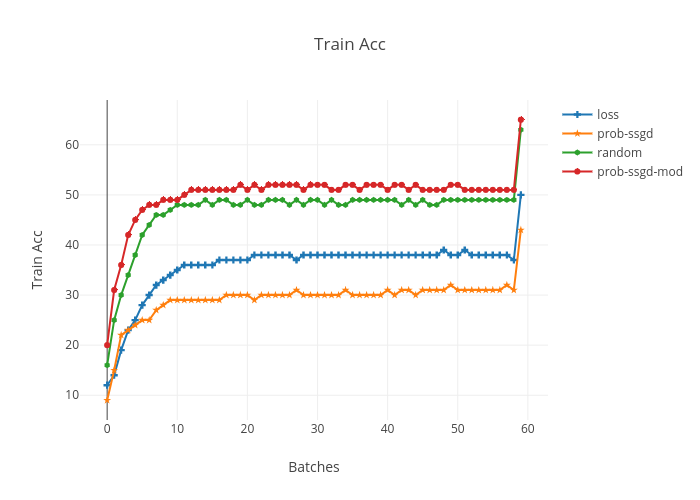 Train Acc
loss
prob-ssgd
random
prob-ssgd-mod
Train Acc
60
50
40
30
20
10
0 10 20 30 40 50 60
Batches